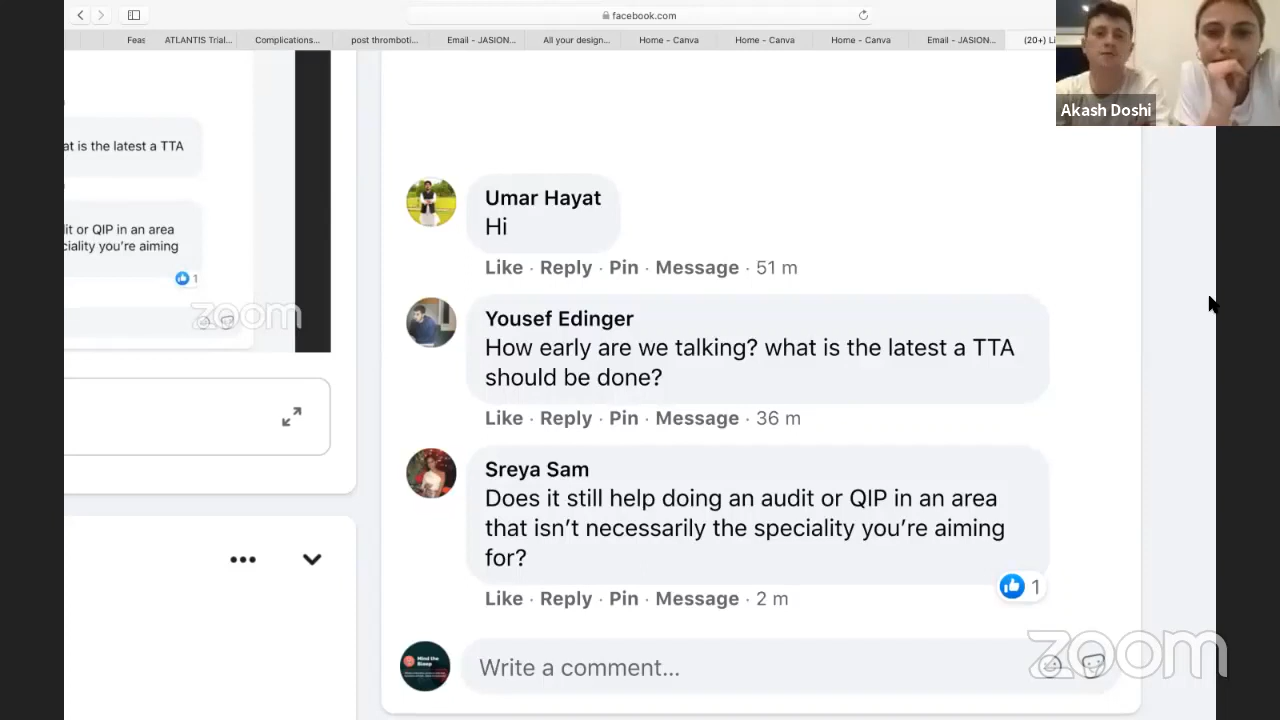 facebook.com
Feas
ATLANTIS Trial...
Complications...
post thromboti...
Email - JASION...
All your design...
Home - Canva
Home - Canva
Home - Canva
Email - JASION...
(20+) Li
Akash Doshi
at is the latest a TTA
it or QIP in an area
ciality you're aiming
1
zoom
Umar Hayat
Hi
Like · Reply · Pin · Message · 51 m
Yousef Edinger
How early are we talking? what is the latest a TTA
should be done?
Like · Reply · Pin · Message · 36 m
Sreya Sam
Does it still help doing an audit or QIP in an area
that isn't necessarily the speciality you're aiming
for?
1
Like · Reply · Pin · Message · 2 m
Mind the
Bleep
Write a comment...
zoom